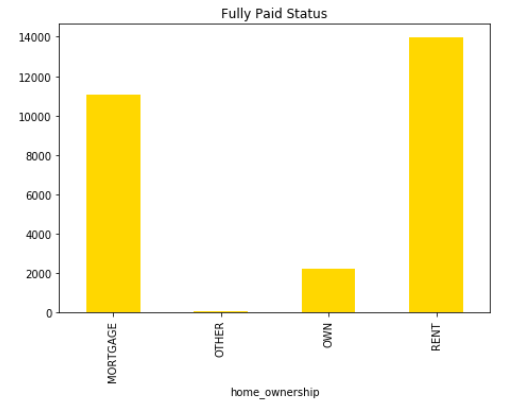 Fully Paid Status
14000
12000
10000
8000
6000
4000
2000
0
MORTGAGE
OTHER
OWN
RENT
home_ownership